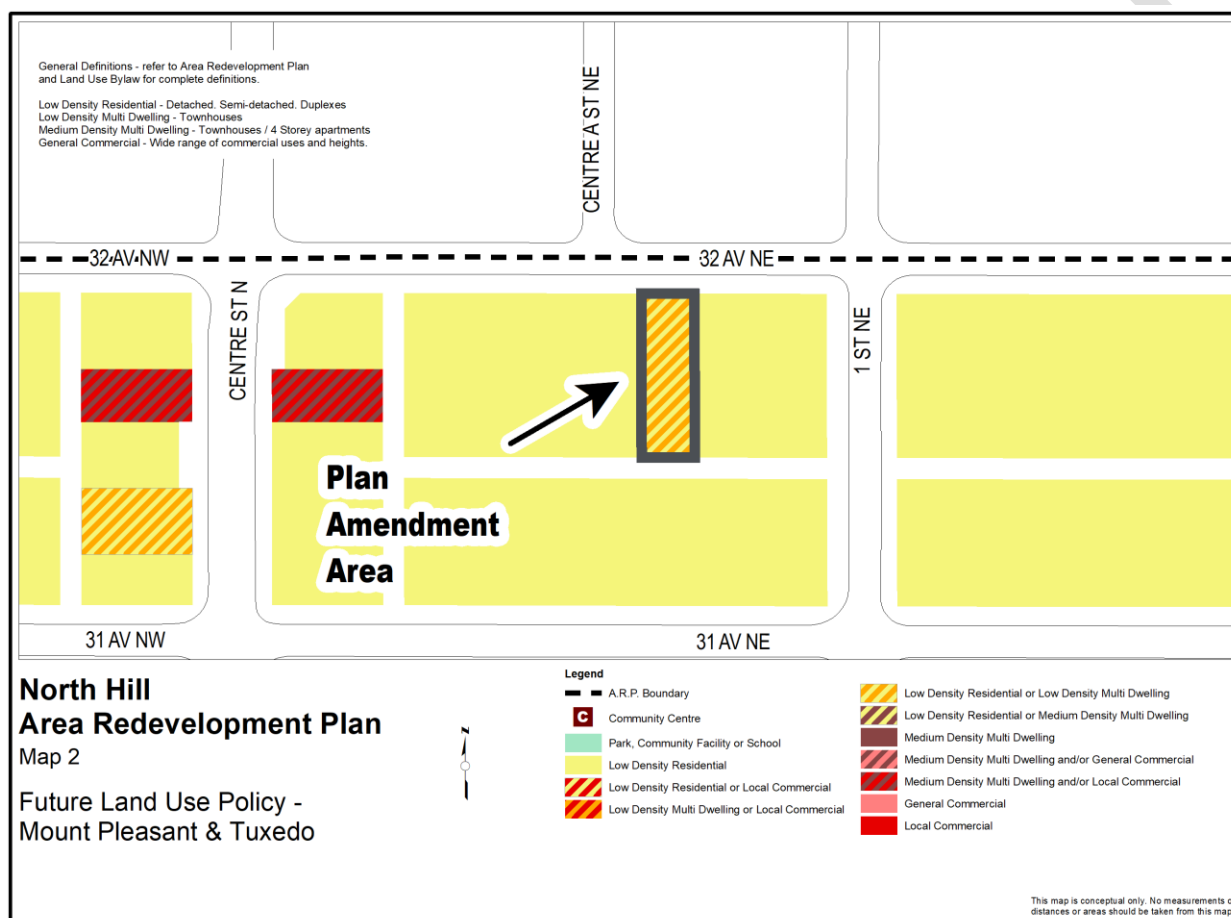 General Definitions - refer to Area Redevelopment Plan
and Land Use Bylaw for complete definitions.
Low Density Residential - Detached. Semi-detached. Duplexes
Low Density Multi Dwelling - Townhouses
Medium Density Multi Dwelling - Townhouses / 4 Storey apartments
General Commercial - Wide range of commercial uses and heights.
CENTRE A ST NE
32 AV NW
32 AV NE
CENTRE ST N
1 ST NE
Plan
Amendment
Area
31 AV NW
31 AV NE
North Hill
Area Redevelopment Plan
Map 2
Future Land Use Policy -
Mount Pleasant & Tuxedo
N
Legend
A.R.P. Boundary
C Community Centre
Park, Community Facility or School
Low Density Residential
Low Density Residential or Local Commercial
Low Density Multi Dwelling or Local Commercial
Low Density Residential or Low Density Multi Dwelling
Low Density Residential or Medium Density Multi Dwelling
Medium Density Multi Dwelling
Medium Density Multi Dwelling and/or General Commercial
Medium Density Multi Dwelling and/or Local Commercial
General Commercial
Local Commercial
This map is conceptual only. No measurements
distances or areas should be taken from this map